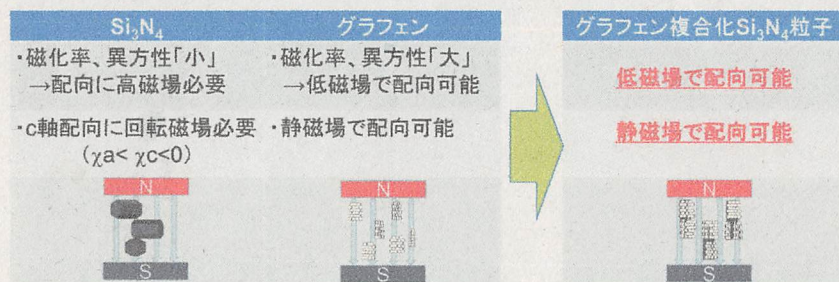 Si₃N₄
グラフェン
グラフェン複合化Si₃N₄粒子
・磁化率、異方性「小」
→配向に高磁場必要
・磁化率、異方性「大」
→低磁場で配向可能
低磁場で配向可能
・c軸配向に回転磁場必要
(χa< χc<0)
・静磁場で配向可能
静磁場で配向可能
N
N
N
S
S
S